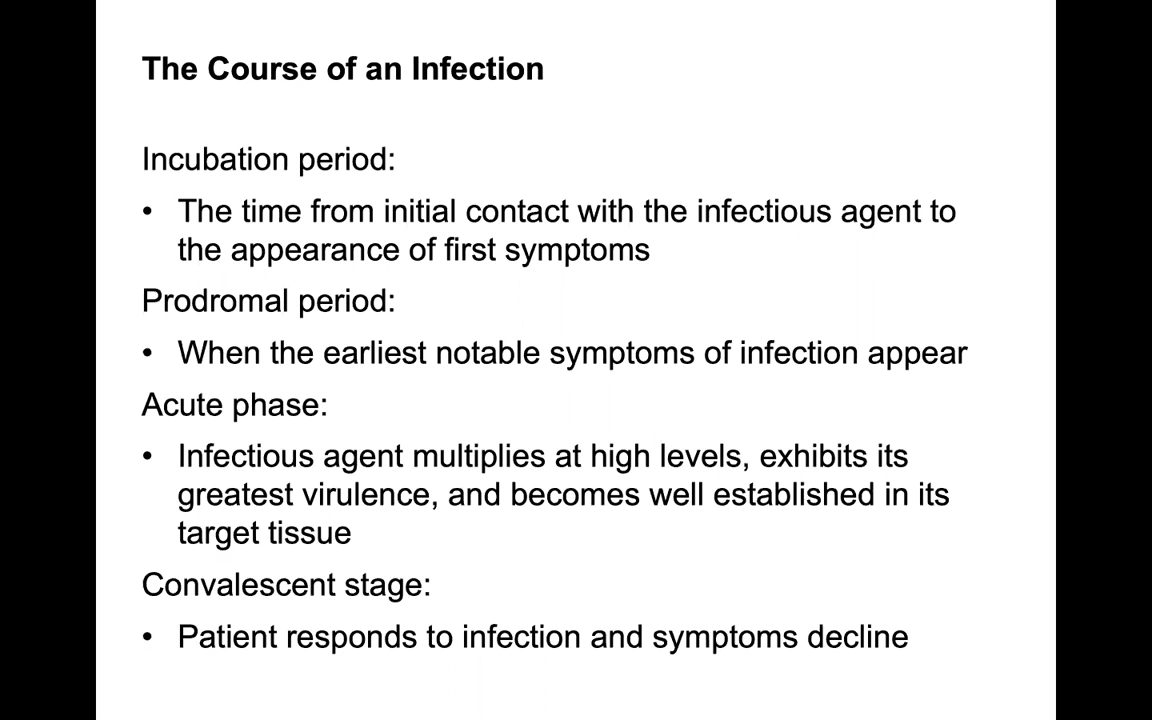 The Course of an Infection
Incubation period:
• The time from initial contact with the infectious agent to
the appearance of first symptoms
Prodromal period:
• When the earliest notable symptoms of infection appear
Acute phase:
• Infectious agent multiplies at high levels, exhibits its
greatest virulence, and becomes well established in its
target tissue
Convalescent stage:
• Patient responds to infection and symptoms decline